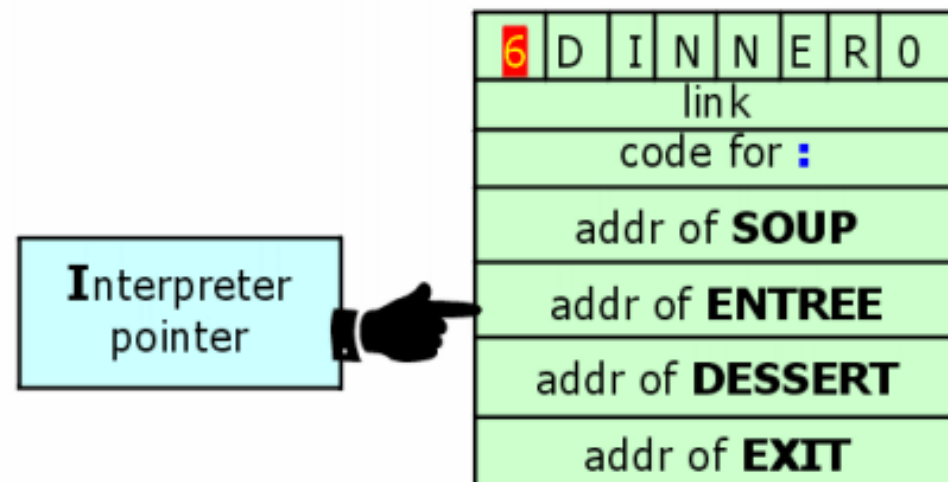 6 D I N N E R 0
link
code for :
addr of SOUP
Interpreter
pointer
addr of ENTREE
addr of DESSERT
addr of EXIT